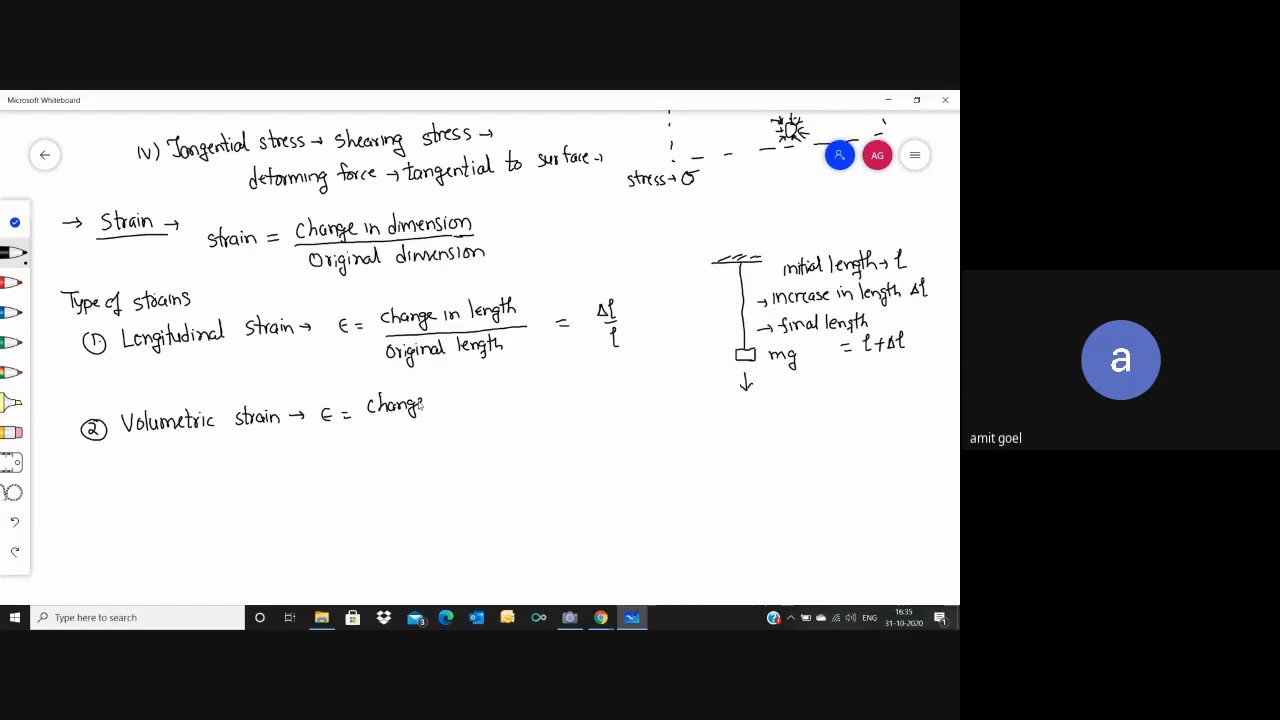 Microsoft Whiteboard
iv) Tangential stress → shearing stress →
deforming force → tangential to surface →
stress → σ
AG
→ Strain → strain = change in dimension
Original dimension
initial length → l
→ increase in length Δl
→ final length
= l + Δl
mg
Type of strains
① Longitudinal strain → ε = change in length / Original length = Δl / l
② Volumetric strain → ε = change
a
amit goel
Type here to search
3
ENG
16:35
31-10-2020
1